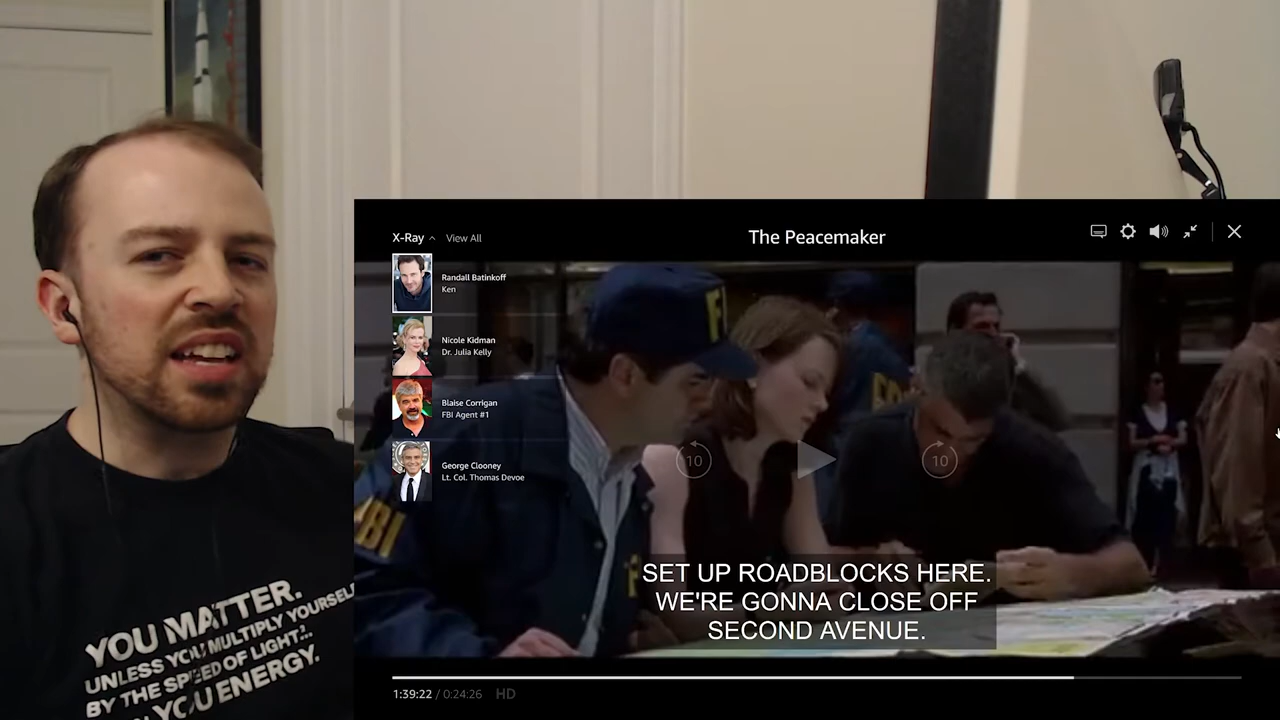 X-Ray View All
The Peacemaker
Randall Batinkoff
Ken
Nicole Kidman
Dr. Julia Kelly
Blaise Corrigan
FBI Agent #1
George Clooney
Lt. Col. Thomas Devoe
10
10
FBI
SET UP ROADBLOCKS HERE.
WE'RE GONNA CLOSE OFF
SECOND AVENUE.
1:39:22 / 0:24:26 HD
YOU MATTER.
UNLESS YOU MULTIPLY YOURSELF
BY THE SPEED OF LIGHT...
YOU ENERGY.